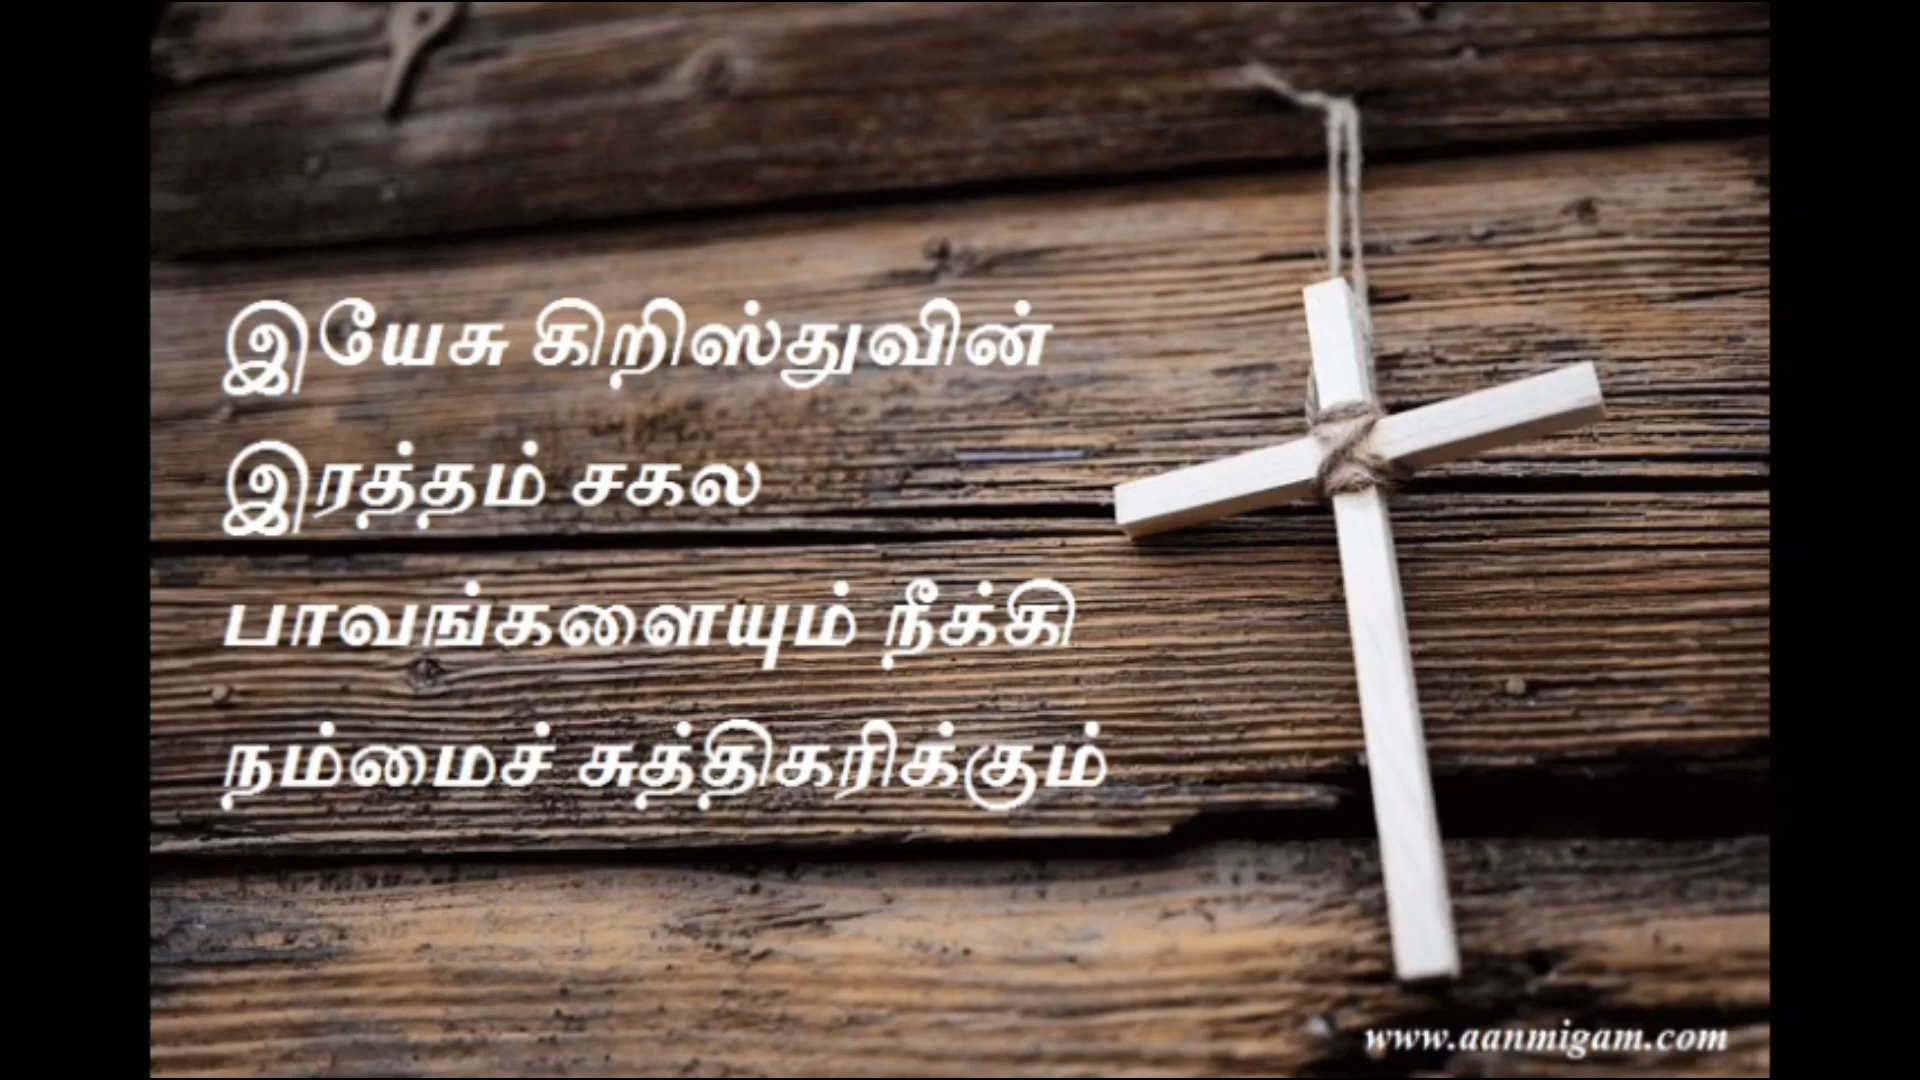 இயேசு கிறிஸ்துவின்
இரத்தம் சகல
பாவங்களையும் நீக்கி
நம்மைச் சுத்திகரிக்கும்
www.aanmigam.com